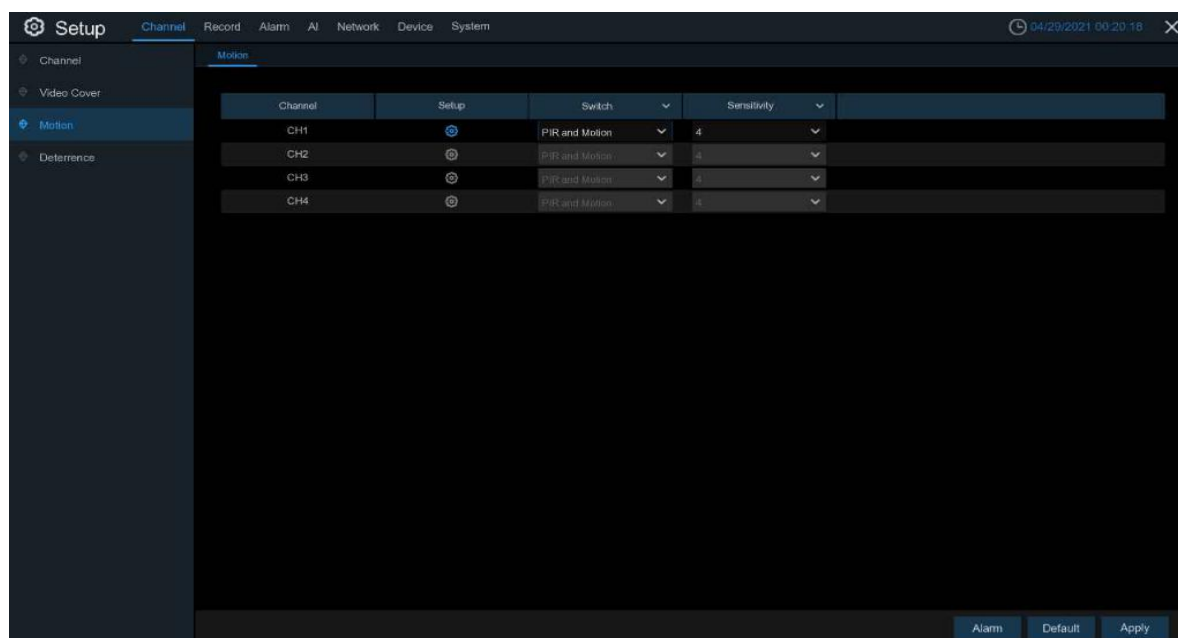 Setup Channel Record Alarm AI Network Device System 04/29/2021 00:20:18
Channel
Video Cover
Motion
Deterrence
Motion
Channel Setup Switch Sensitivity
CH1 PIR and Motion 4
CH2 PIR and Motion 4
CH3 PIR and Motion 4
CH4 PIR and Motion 4
Alarm Default Apply